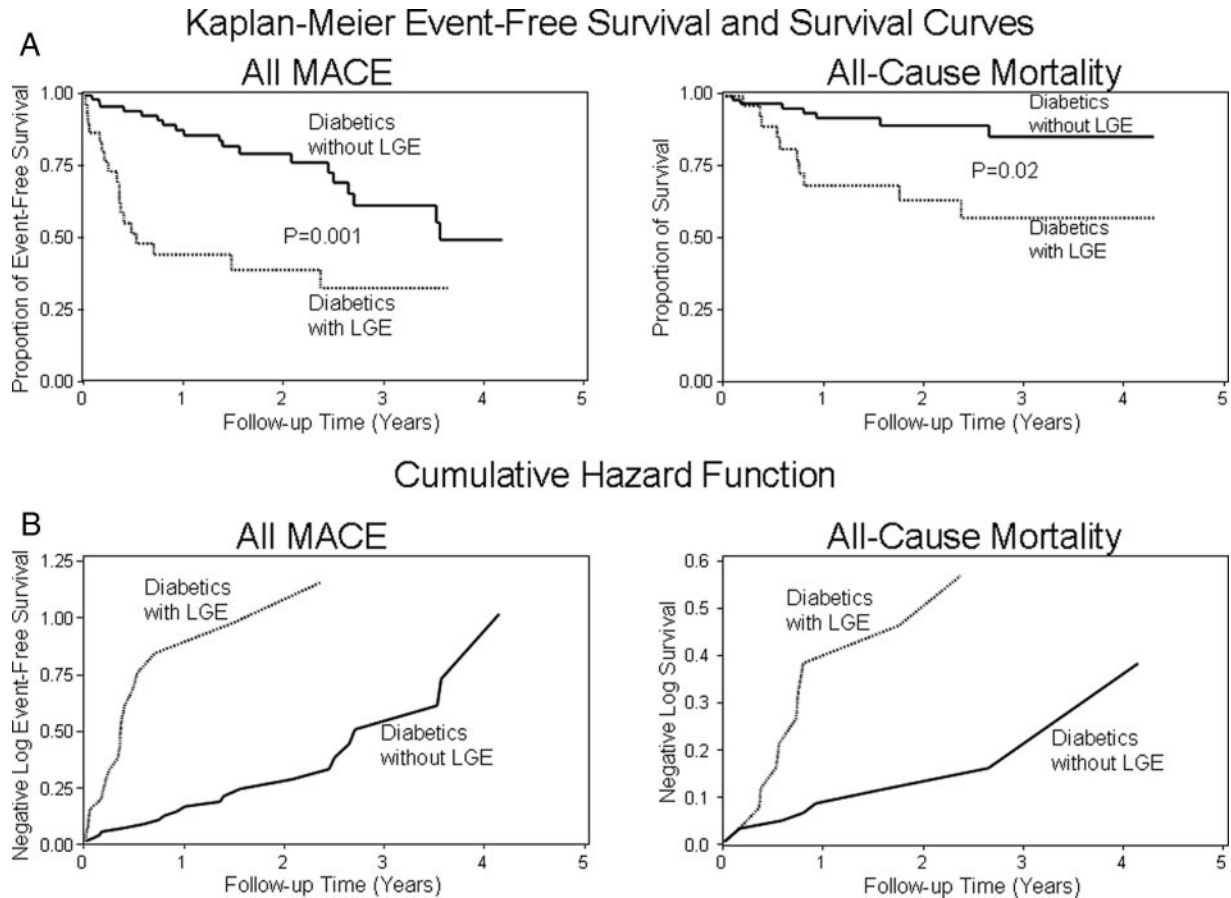 Kaplan-Meier Event-Free Survival and Survival Curves
A
All MACE
Proportion of Event-Free Survival
1.00
0.75
0.50
0.25
0.00
Diabetics
without LGE
P=0.001
Diabetics
with LGE
0 1 2 3 4 5
Follow-up Time (Years)
All-Cause Mortality
Proportion of Survival
1.00
0.75
0.50
0.25
0.00
Diabetics
without LGE
P=0.02
Diabetics
with LGE
0 1 2 3 4 5
Follow-up Time (Years)
Cumulative Hazard Function
B
All MACE
Negative Log Event-Free Survival
1.25
1.00
0.75
0.50
0.25
0.00
Diabetics
with LGE
Diabetics
without LGE
0 1 2 3 4 5
Follow-up Time (Years)
All-Cause Mortality
Negative Log Survival
0.6
0.5
0.4
0.3
0.2
0.1
0.0
Diabetics
with LGE
Diabetics
without LGE
0 1 2 3 4 5
Follow-up Time (Years)